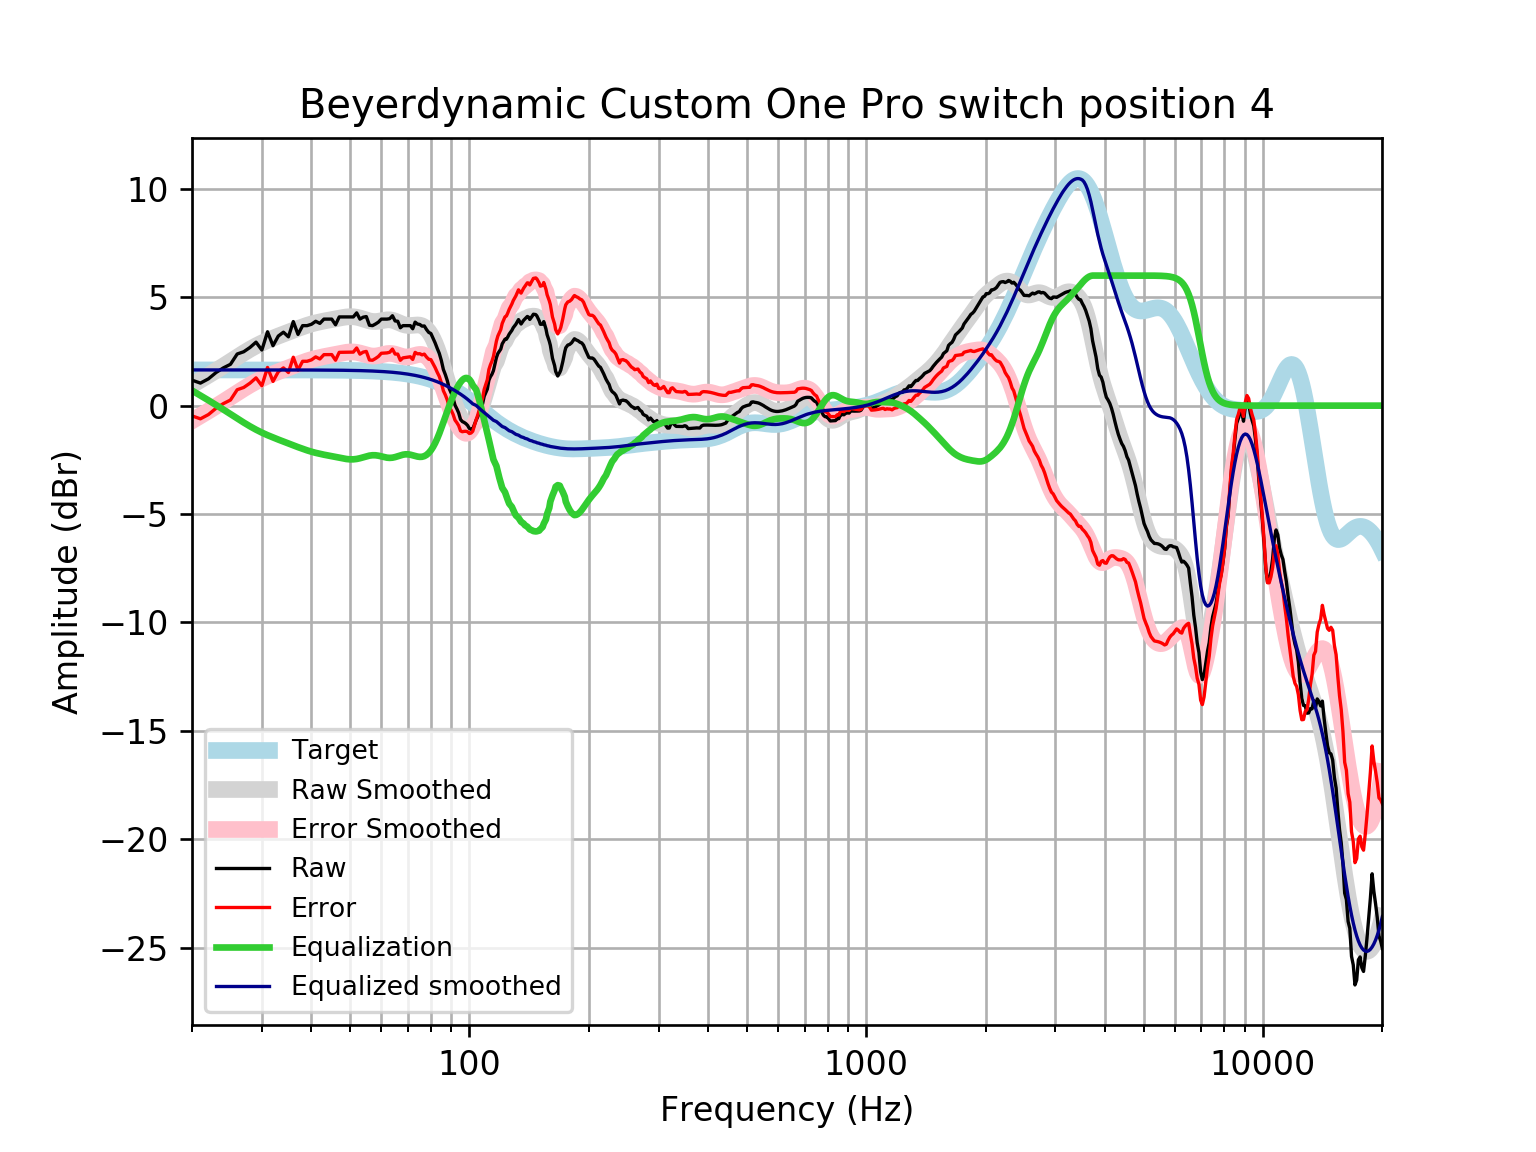 Beyerdynamic Custom One Pro switch position 4
Amplitude (dBr)
10
5
0
−5
−10
−15
−20
−25
Target
Raw Smoothed
Error Smoothed
Raw
Error
Equalization
Equalized smoothed
100
1000
10000
Frequency (Hz)